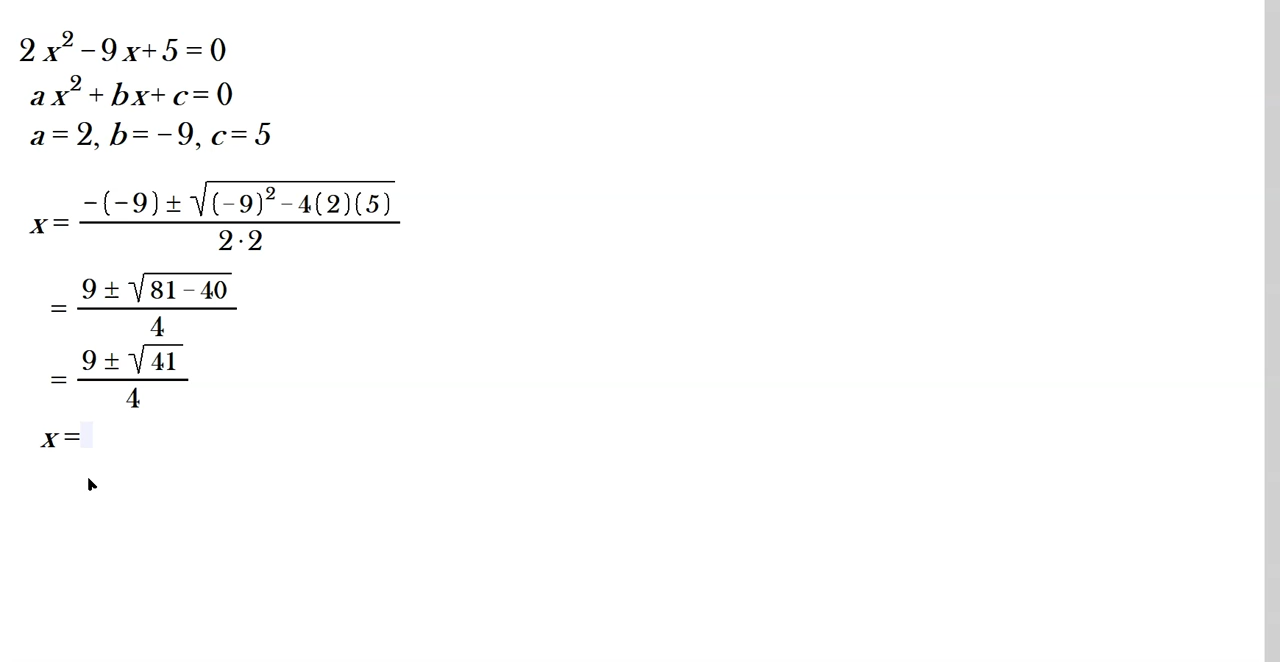 2x² − 9x + 5 = 0
ax² + bx + c = 0
a = 2, b = −9, c = 5
x = (−(−9) ± √((−9)² − 4(2)(5))) / (2·2)
= (9 ± √(81 − 40)) / 4
= (9 ± √41) / 4
x =